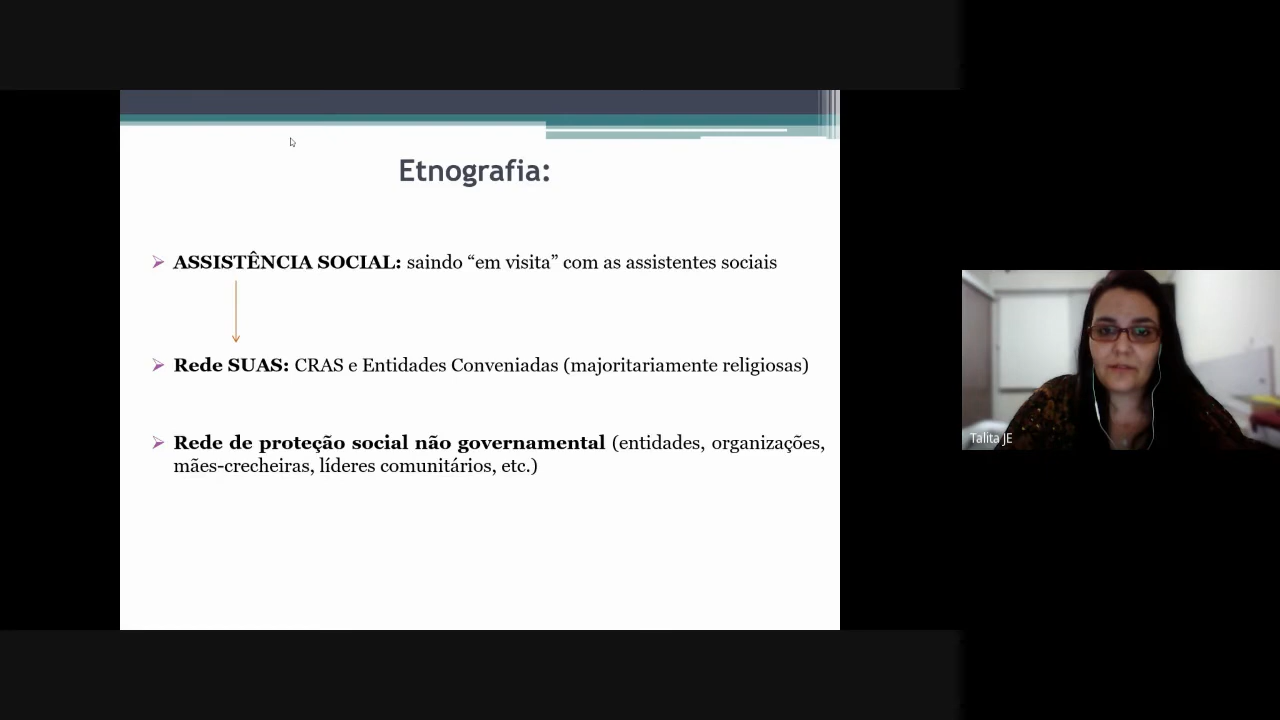 Etnografia:
ASSISTÊNCIA SOCIAL: saindo “em visita” com as assistentes sociais
Rede SUAS: CRAS e Entidades Conveniadas (majoritariamente religiosas)
Rede de proteção social não governamental (entidades, organizações,
mães-crecheiras, líderes comunitários, etc.)
Talita JE